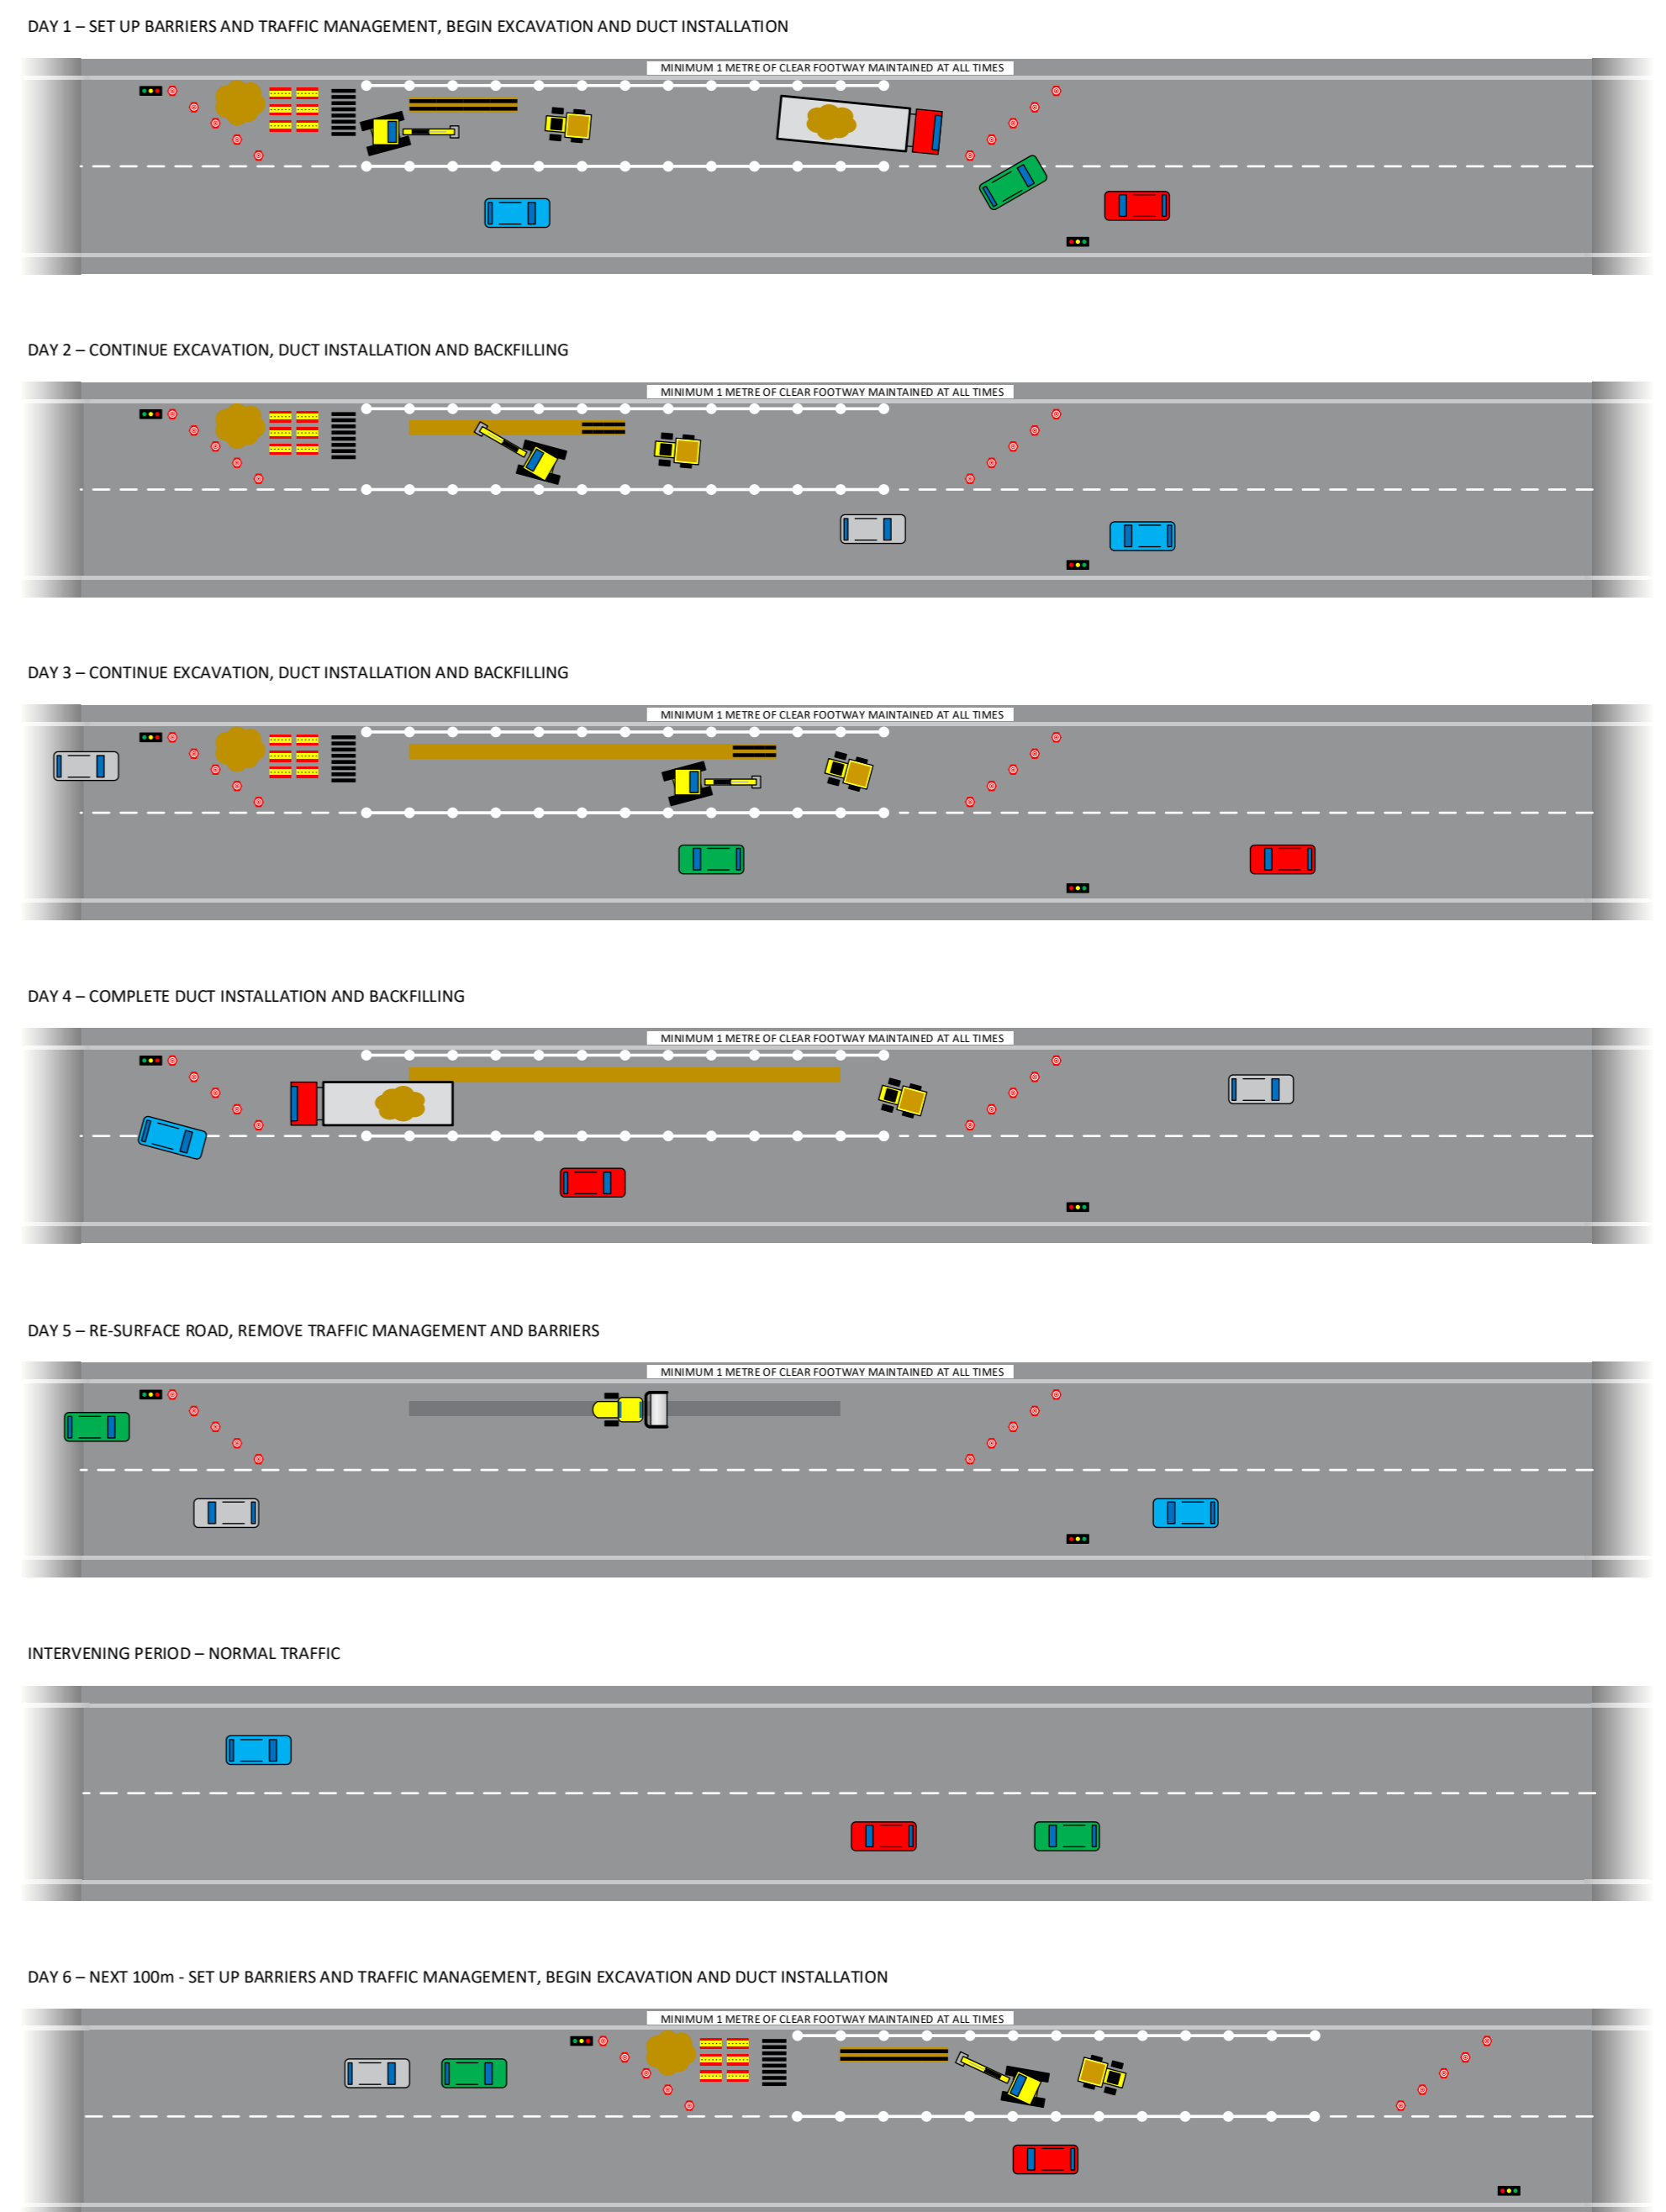 DAY 1 – SET UP BARRIERS AND TRAFFIC MANAGEMENT, BEGIN EXCAVATION AND DUCT INSTALLATION
MINIMUM 1 METRE OF CLEAR FOOTWAY MAINTAINED AT ALL TIMES
DAY 2 – CONTINUE EXCAVATION, DUCT INSTALLATION AND BACKFILLING
MINIMUM 1 METRE OF CLEAR FOOTWAY MAINTAINED AT ALL TIMES
DAY 3 – CONTINUE EXCAVATION, DUCT INSTALLATION AND BACKFILLING
MINIMUM 1 METRE OF CLEAR FOOTWAY MAINTAINED AT ALL TIMES
DAY 4 – COMPLETE DUCT INSTALLATION AND BACKFILLING
MINIMUM 1 METRE OF CLEAR FOOTWAY MAINTAINED AT ALL TIMES
DAY 5 – RE-SURFACE ROAD, REMOVE TRAFFIC MANAGEMENT AND BARRIERS
MINIMUM 1 METRE OF CLEAR FOOTWAY MAINTAINED AT ALL TIMES
INTERVENING PERIOD – NORMAL TRAFFIC
DAY 6 – NEXT 100m - SET UP BARRIERS AND TRAFFIC MANAGEMENT, BEGIN EXCAVATION AND DUCT INSTALLATION
MINIMUM 1 METRE OF CLEAR FOOTWAY MAINTAINED AT ALL TIMES